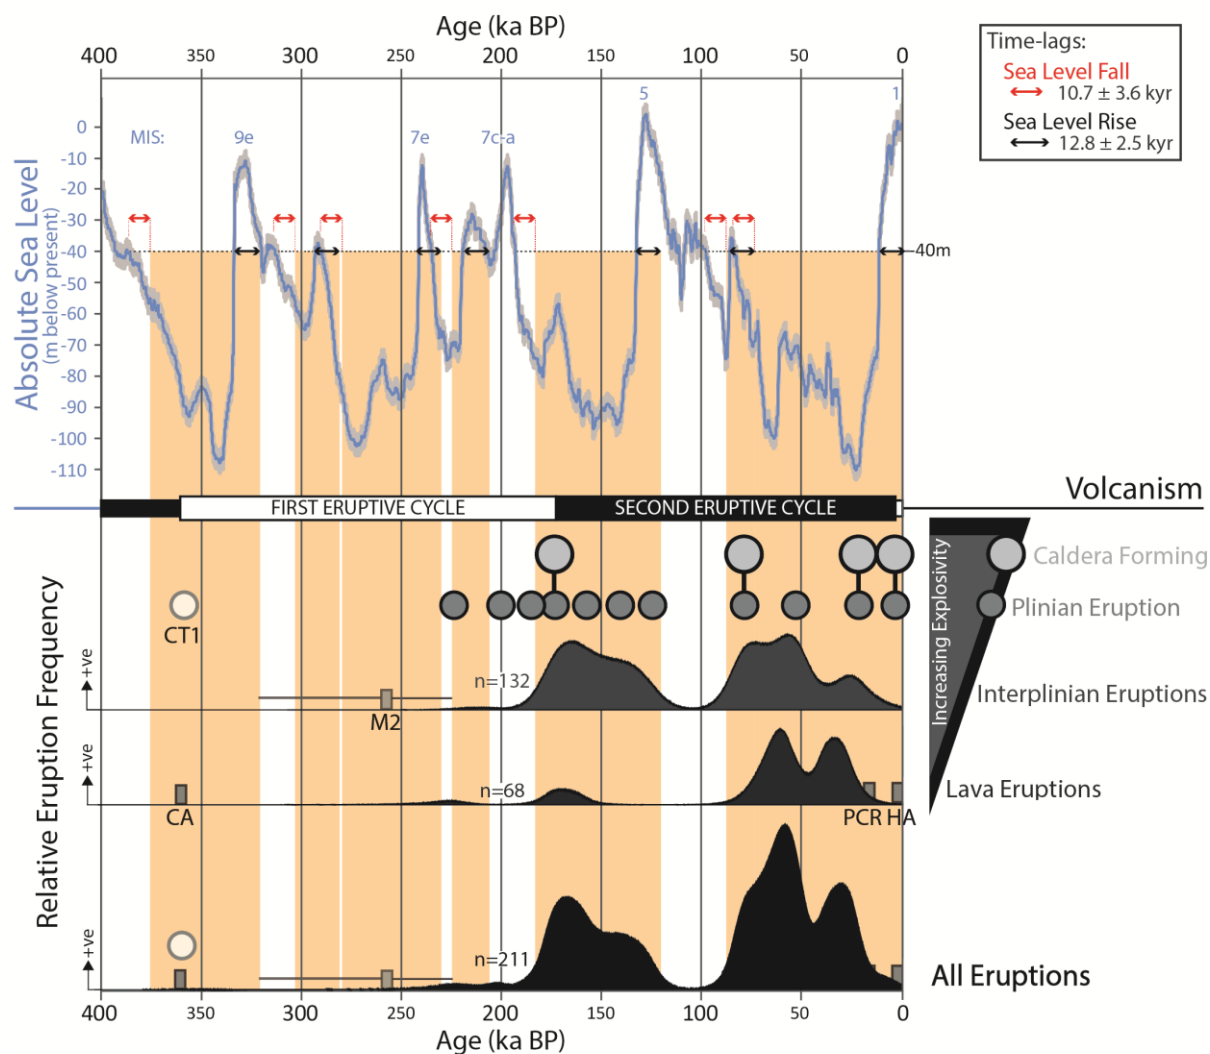 Age (ka BP)
400 350 300 250 200 150 100 50 0
Time-lags:
Sea Level Fall
10.7 ± 3.6 kyr
Sea Level Rise
12.8 ± 2.5 kyr
Absolute Sea Level
(m below present)
MIS: 9e 7e 7c-a 5 1
0
-10
-20
-30
-40
-50
-60
-70
-80
-90
-100
-110
-40m
Volcanism
FIRST ERUPTIVE CYCLE
SECOND ERUPTIVE CYCLE
Relative Eruption Frequency
Increasing Explosivity
Caldera Forming
Plinian Eruption
CT1
+ve
n=132
Interplinian Eruptions
M2
+ve
n=68
Lava Eruptions
CA
PCR HA
+ve
n=211
All Eruptions
400 350 300 250 200 150 100 50 0
Age (ka BP)